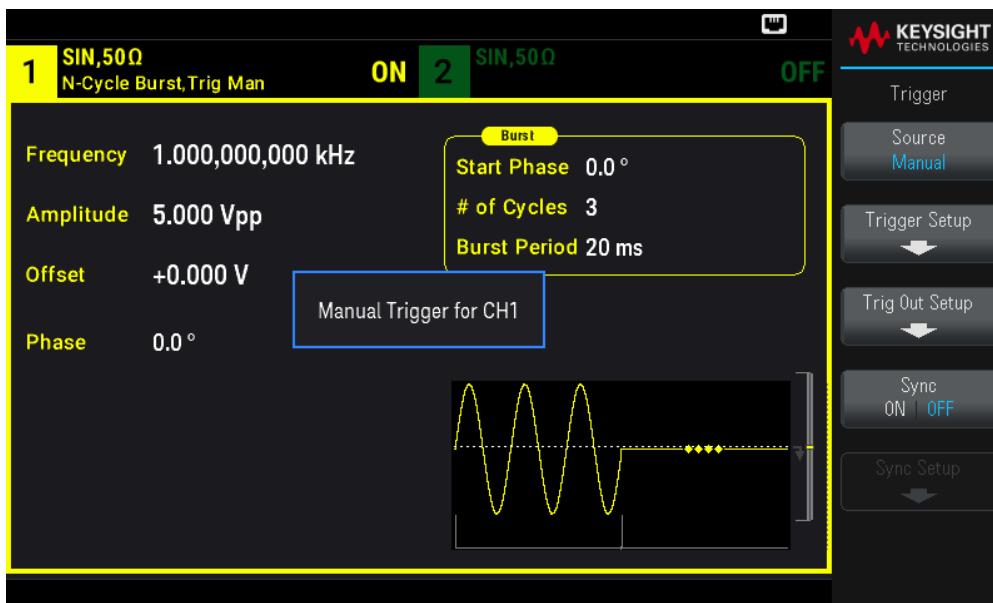 1
SIN,50Ω
N-Cycle Burst,Trig Man
ON
2
SIN,50Ω
OFF
Frequency 1.000,000,000 kHz
Amplitude 5.000 Vpp
Offset +0.000 V
Phase 0.0 °
Burst
Start Phase 0.0 °
# of Cycles 3
Burst Period 20 ms
Manual Trigger for CH1
KEYSIGHT
TECHNOLOGIES
Trigger
Source
Manual
Trigger Setup
Trig Out Setup
Sync
ON | OFF
Sync Setup